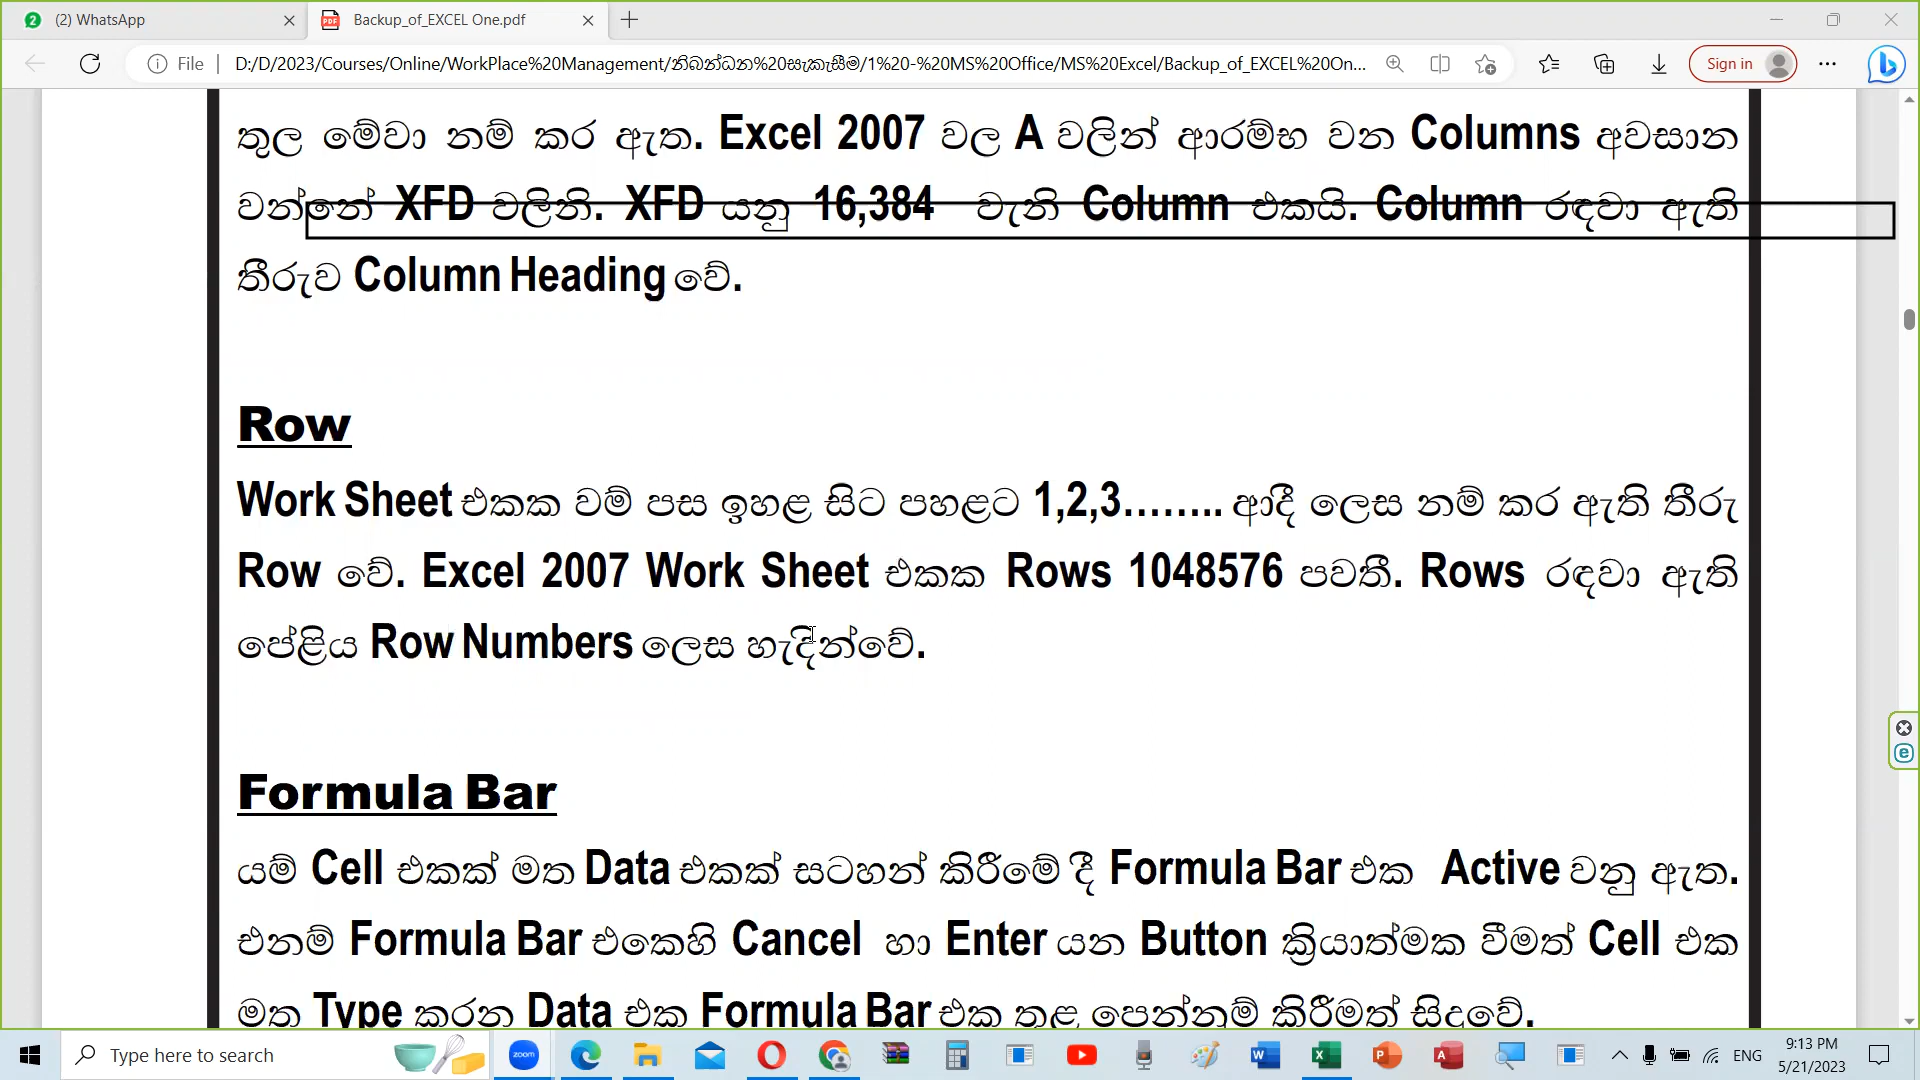 (2) WhatsApp
Backup_of_EXCEL One.pdf
File
D:/D/2023/Courses/Online/WorkPlace%20Management/නිබන්ධන%20සැකැසීම/1%20-%20MS%20Office/MS%20Excel/Backup_of_EXCEL%20On...
Sign in
තුල මේවා නම් කර ඇත. Excel 2007 වල A වලින් ආරම්භ වන Columns අවසාන
වන්නේ XFD වලිනි. XFD යනු 16,384 වැනි Column එකයි. Column රඳවා ඇති
තීරුව Column Heading වේ.
Row
Work Sheet එකක වම් පස ඉහළ සිට පහළට 1,2,3…….. ආදී ලෙස නම් කර ඇති තීරු
Row වේ. Excel 2007 Work Sheet එකක Rows 1048576 පවතී. Rows රඳවා ඇති
පේළිය Row Numbers ලෙස හැදින්වේ.
Formula Bar
යම් Cell එකක් මත Data එකක් සටහන් කිරීමේ දී Formula Bar එක Active වනු ඇත.
එනම් Formula Bar එකෙහි Cancel හා Enter යන Button ක්‍රියාත්මක වීමත් Cell එක
මත Type කරන Data එක Formula Bar එක තුළ පෙන්නුම් කිරීමත් සිදුවේ.
Type here to search
zoom
ENG
9:13 PM
5/21/2023